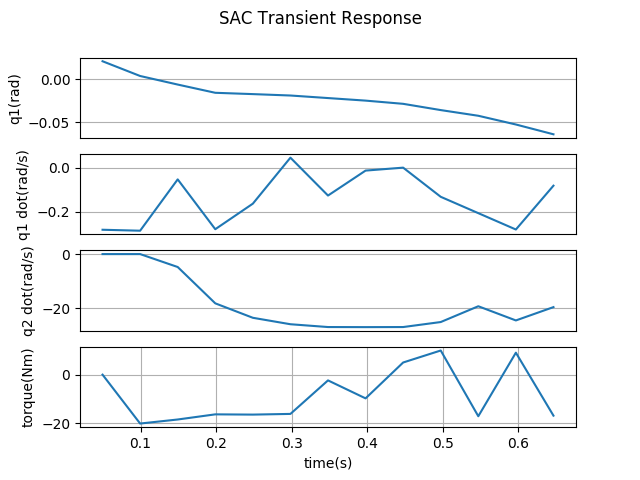 SAC Transient Response
q1(rad)
0.00
−0.05
q1 dot(rad/s)
0.0
−0.2
q2 dot(rad/s)
0
−20
torque(Nm)
0
−20
0.1 0.2 0.3 0.4 0.5 0.6
time(s)